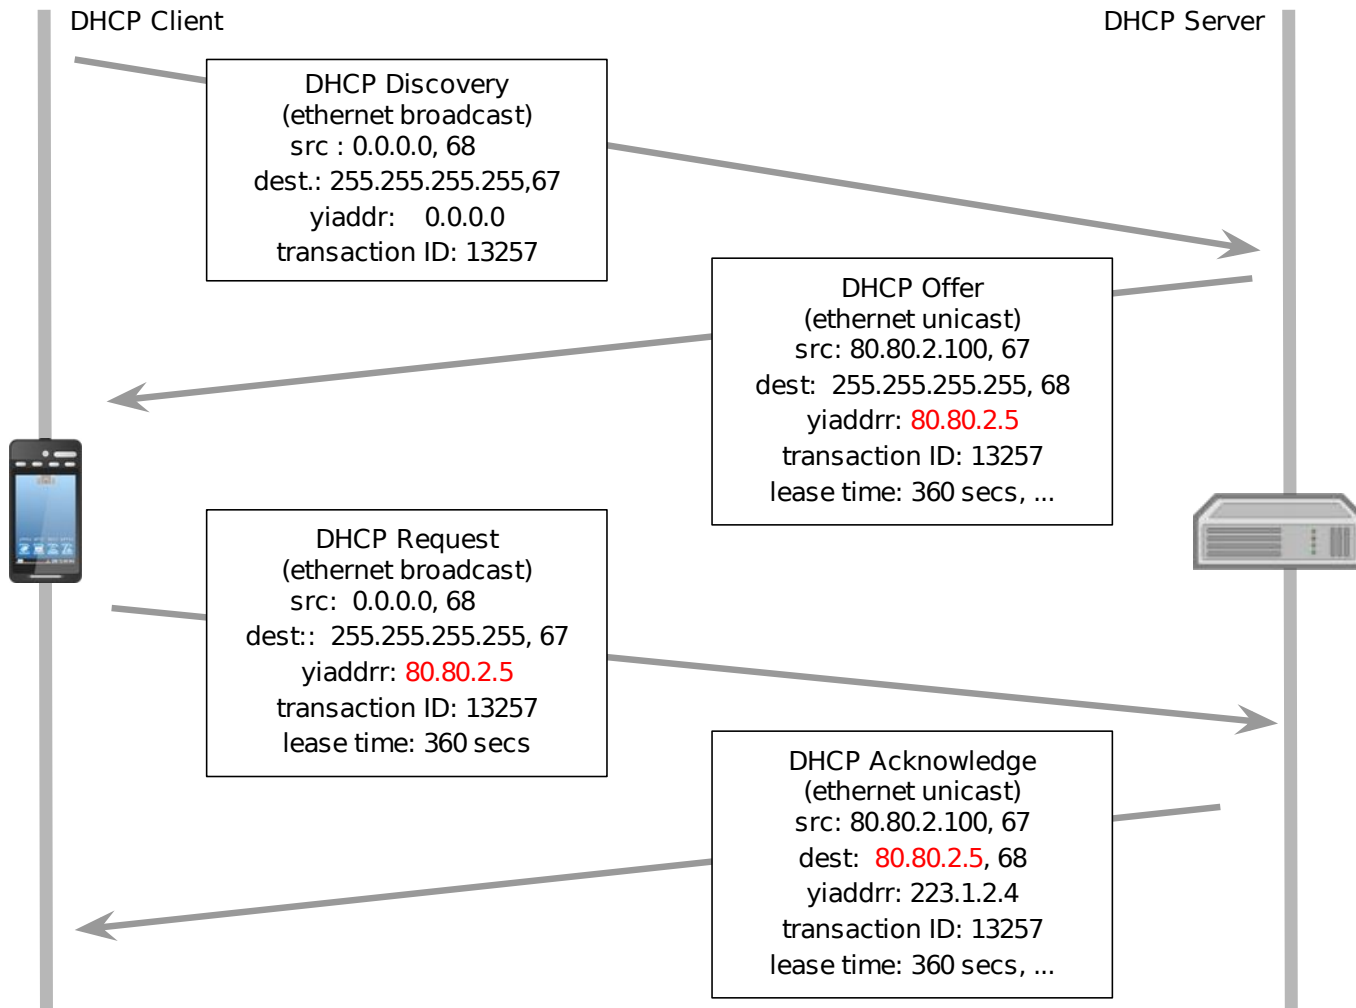 DHCP Client
DHCP Server
DHCP Discovery
(ethernet broadcast)
src : 0.0.0.0, 68
dest.: 255.255.255.255,67
yiaddr: 0.0.0.0
transaction ID: 13257
DHCP Offer
(ethernet unicast)
src: 80.80.2.100, 67
dest: 255.255.255.255, 68
yiaddrr: 80.80.2.5
transaction ID: 13257
lease time: 360 secs, ...
DHCP Request
(ethernet broadcast)
src: 0.0.0.0, 68
dest:: 255.255.255.255, 67
yiaddrr: 80.80.2.5
transaction ID: 13257
lease time: 360 secs
DHCP Acknowledge
(ethernet unicast)
src: 80.80.2.100, 67
dest: 80.80.2.5, 68
yiaddrr: 223.1.2.4
transaction ID: 13257
lease time: 360 secs, ...